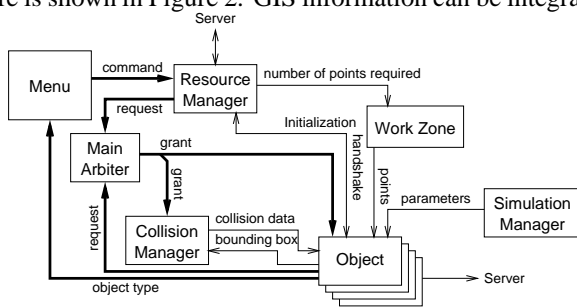 re is shown in Figure 2. GIS information can be integra
Server
command
Menu
Resource
Manager
number of points required
request
Initialization
handshake
Work Zone
Main
Arbiter
grant
grant
points
request
parameters
Simulation
Manager
Collision
Manager
collision data
bounding box
Object
Server
object type